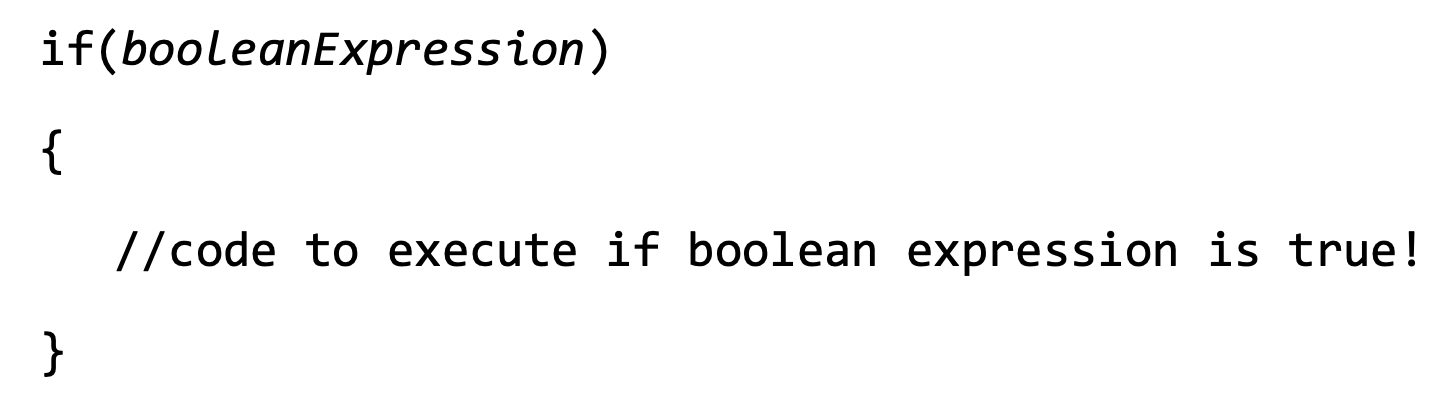 if(booleanExpression)
{
//code to execute if boolean expression is true!
}